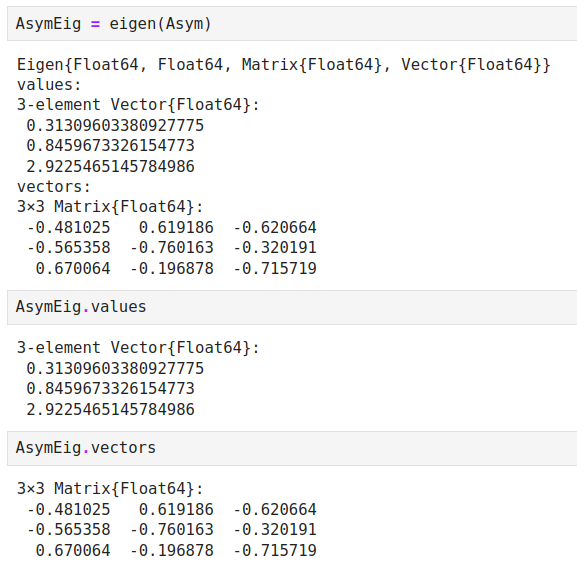 AsymEig = eigen(Asym)
Eigen{Float64, Float64, Matrix{Float64}, Vector{Float64}}
values:
3-element Vector{Float64}:
 0.31309603380927775
 0.8459673326154773
 2.9225465145784986
vectors:
3×3 Matrix{Float64}:
 -0.481025   0.619186  -0.620664
 -0.565358  -0.760163  -0.320191
  0.670064  -0.196878  -0.715719
AsymEig.values
3-element Vector{Float64}:
 0.31309603380927775
 0.8459673326154773
 2.9225465145784986
AsymEig.vectors
3×3 Matrix{Float64}:
 -0.481025   0.619186  -0.620664
 -0.565358  -0.760163  -0.320191
  0.670064  -0.196878  -0.715719